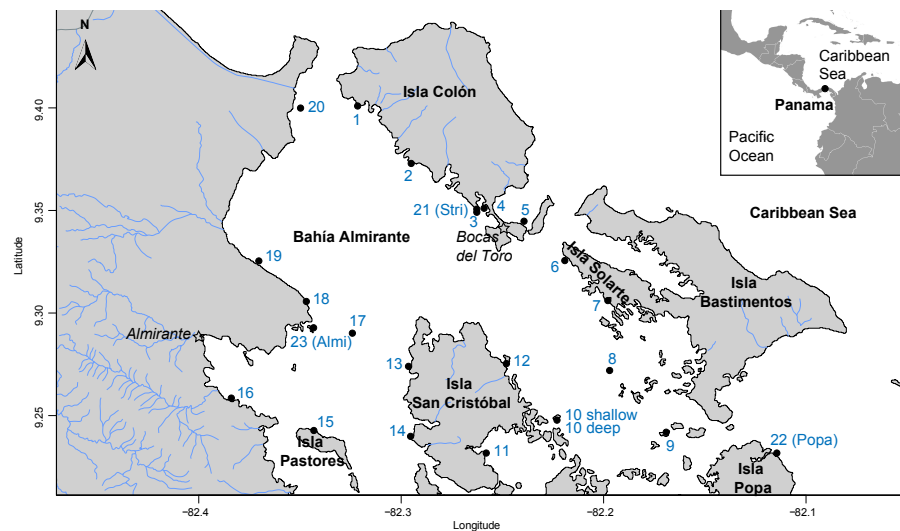 N
Isla Colón
20
1
2
21 (Stri)
3
4
5
Bocas
del Toro
Caribbean
Sea
Panama
Pacific
Ocean
Caribbean Sea
Bahía Almirante
19
18
17
Almirante
23 (Almi)
6
Isla Solarte
7
Isla
Bastimentos
8
13
12
Isla
San Cristóbal
16
15
Isla
Pastores
14
11
10 shallow
10 deep
9
22 (Popa)
Isla
Popa
9.40
9.35
9.30
9.25
Latitude
-82.4
-82.3
-82.2
-82.1
Longitude